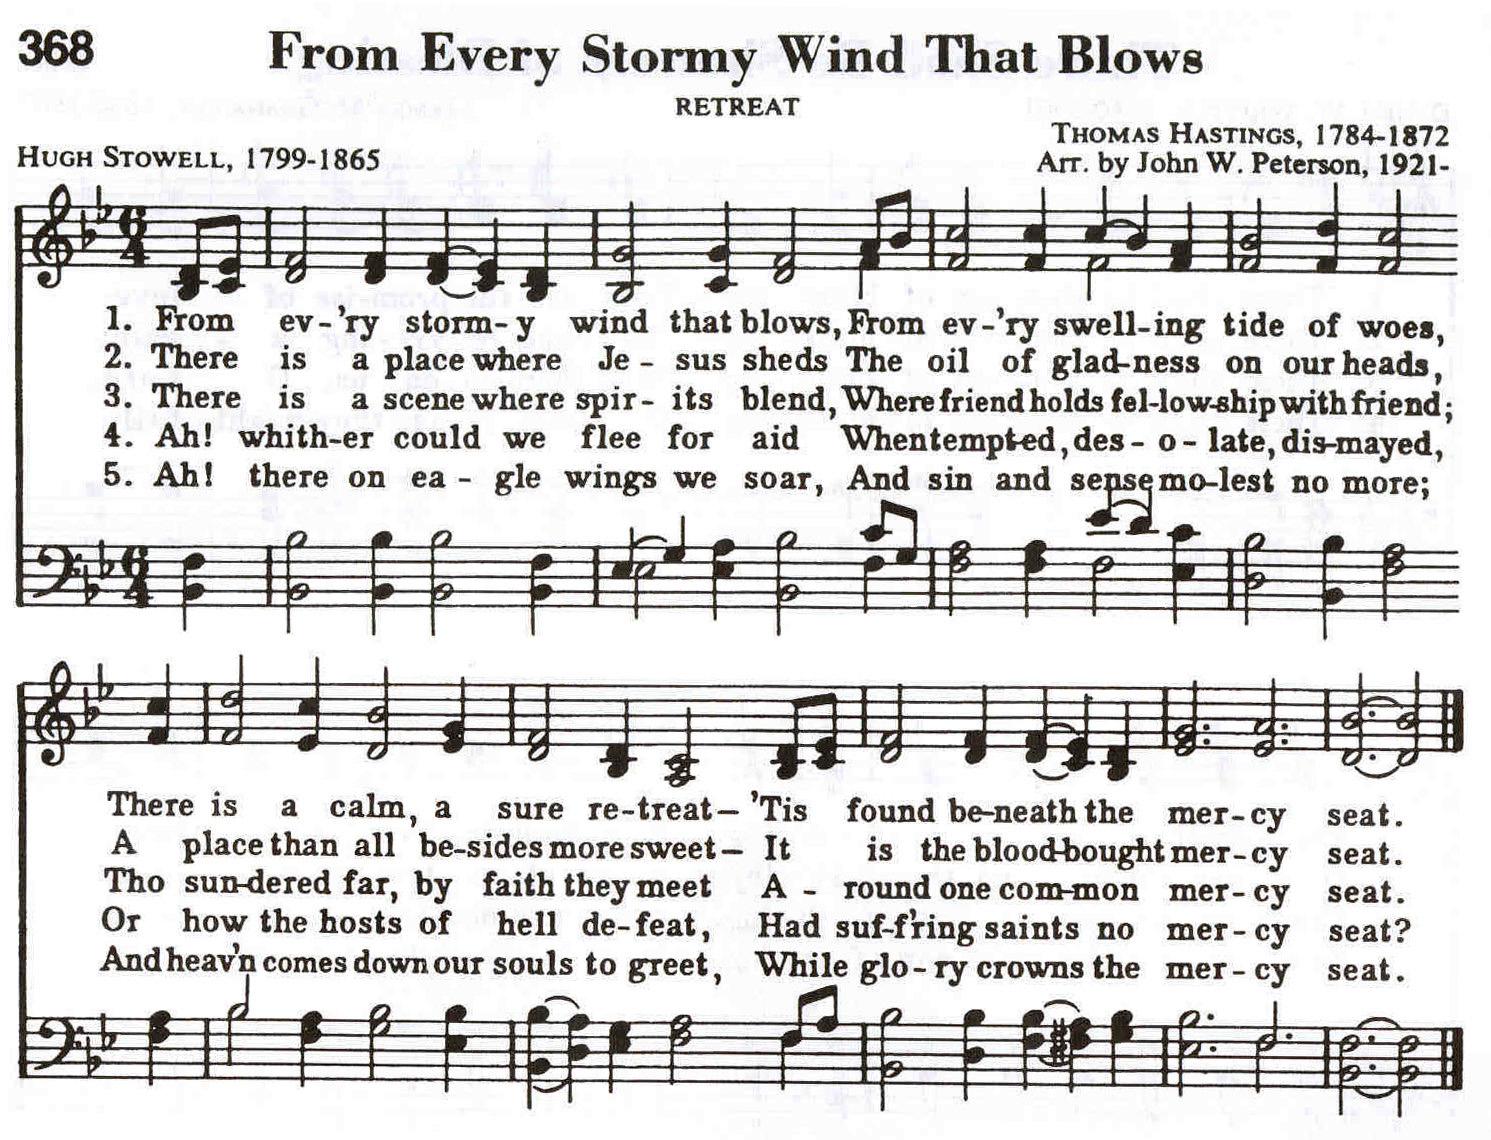 368 From Every Stormy Wind That Blows
RETREAT
THOMAS HASTINGS, 1784-1872
HUGH STOWELL, 1799-1865
Arr. by John W. Peterson, 1921-
6
4
1. From ev-'ry storm-y wind that blows, From ev-'ry swell-ing tide of woes,
2. There is a place where Je - sus sheds The oil of glad-ness on our heads,
3. There is a scene where spir - its blend, Where friend holds fel-low-ship with friend;
4. Ah! whith-er could we flee for aid When tempt-ed, des - o - late, dis-mayed,
5. Ah! there on ea - gle wings we soar, And sin and sense mo-lest no more;
6
4
There is a calm, a sure re-treat— 'Tis found be-neath the mer-cy seat.
A place than all be-sides more sweet— It is the blood-bought mer-cy seat.
Tho sun-dered far, by faith they meet A - round one com-mon mer-cy seat.
Or how the hosts of hell de-feat, Had suf-f'ring saints no mer-cy seat?
And heav'n comes down our souls to greet, While glo-ry crowns the mer-cy seat.